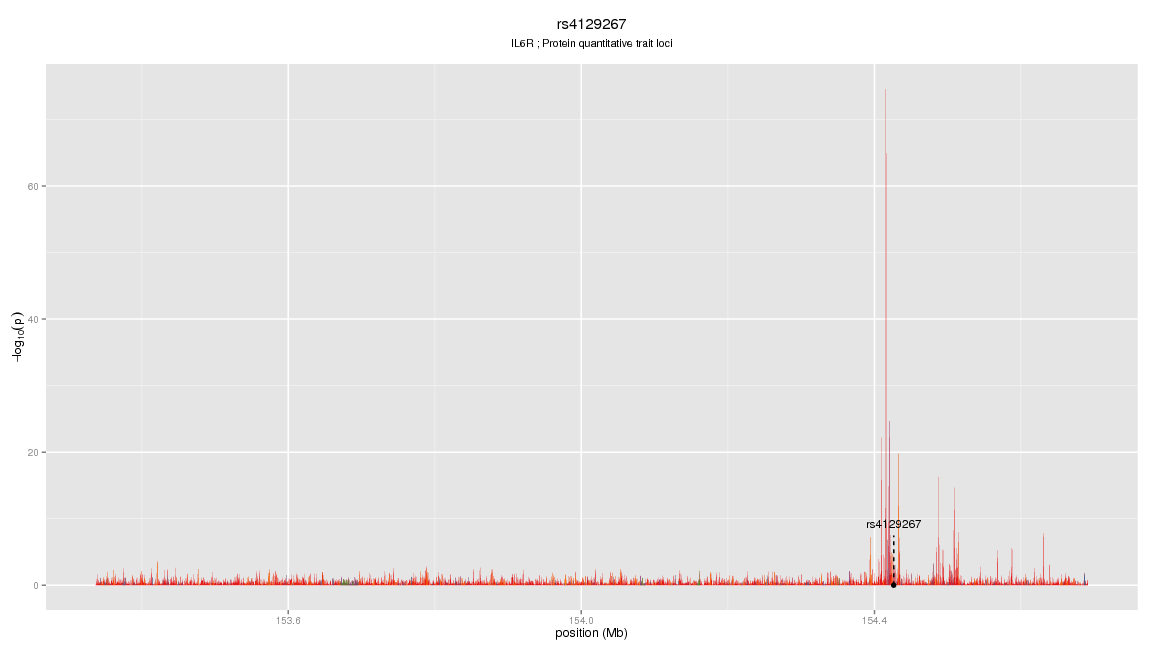 rs4129267
IL6R ; Protein quantitative trait loci
60
40
20
0
−log10(p)
rs4129267
153.6
154.0
154.4
position (Mb)